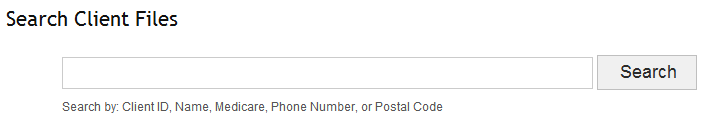 Search Client Files
Search
Search by: Client ID, Name, Medicare, Phone Number, or Postal Code